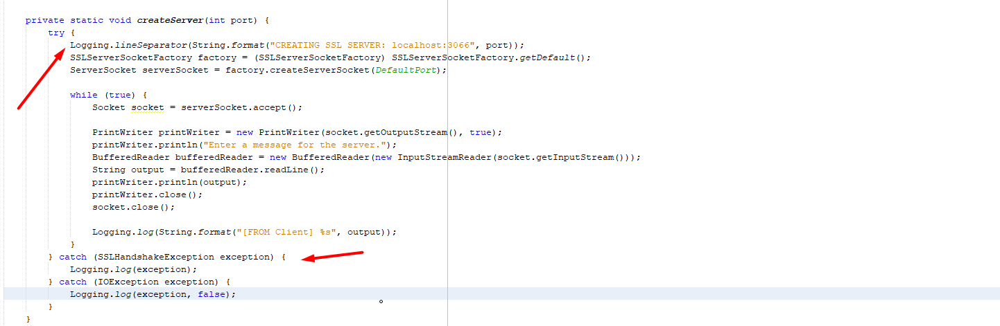 private static void createServer(int port) {
try {
Logging.lineSeparator(String.format("CREATING SSL SERVER: localhost:3066", port));
SSLServerSocketFactory factory = (SSLServerSocketFactory) SSLServerSocketFactory.getDefault();
ServerSocket serverSocket = factory.createServerSocket(DefaultPort);
while (true) {
Socket socket = serverSocket.accept();
PrintWriter printWriter = new PrintWriter(socket.getOutputStream(), true);
printWriter.println("Enter a message for the server.");
BufferedReader bufferedReader = new BufferedReader(new InputStreamReader(socket.getInputStream()));
String output = bufferedReader.readLine();
printWriter.println(output);
printWriter.close();
socket.close();
Logging.log(String.format("[FROM Client] %s", output));
}
} catch (SSLHandshakeException exception) {
Logging.log(exception);
} catch (IOException exception) {
Logging.log(exception, false);
}
}